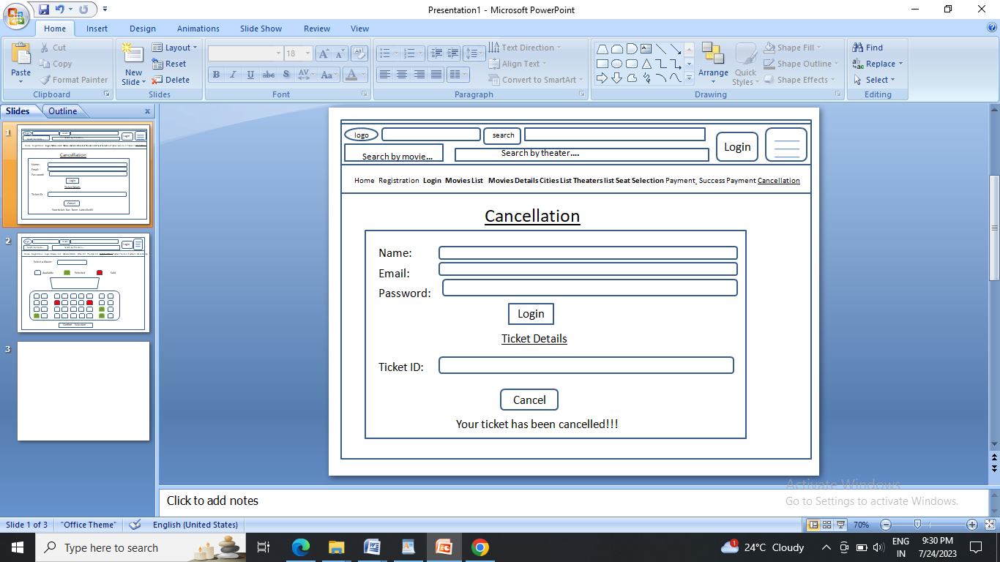 Presentation1 - Microsoft PowerPoint
Home Insert Design Animations Slide Show Review View
Paste Cut Copy Format Painter
New Slide Layout Reset Delete
18
B I U abc S AV Aa A
Text Direction Align Text Convert to SmartArt
Arrange Quick Styles Shape Fill Shape Outline Shape Effects
Find Replace Select
Clipboard Slides Font Paragraph Drawing Editing
Slides Outline x
1
2
3
logo search Login
Search by movie... Search by theater....
Home Registration Login Movies List Movies Details Cities List Theaters list Seat Selection Payment Success Payment Cancellation
Cancellation
Name:
Email:
Password:
Login
Ticket Details
Ticket ID:
Cancel
Your ticket has been cancelled!!!
Activate Windows
Go to Settings to activate Windows.
Click to add notes
Slide 1 of 3 "Office Theme" English (United States) 70%
Type here to search 1 24°C Cloudy ENG IN 9:30 PM 7/24/2023